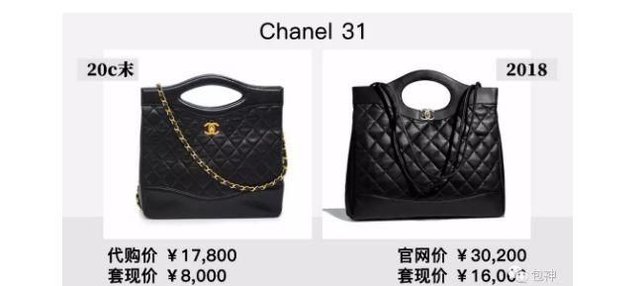 Chanel 31
20c末
2018
代购价 ￥17,800
官网价 ￥30,200
套现价 ￥8,000
套现价 ￥16,000
包神